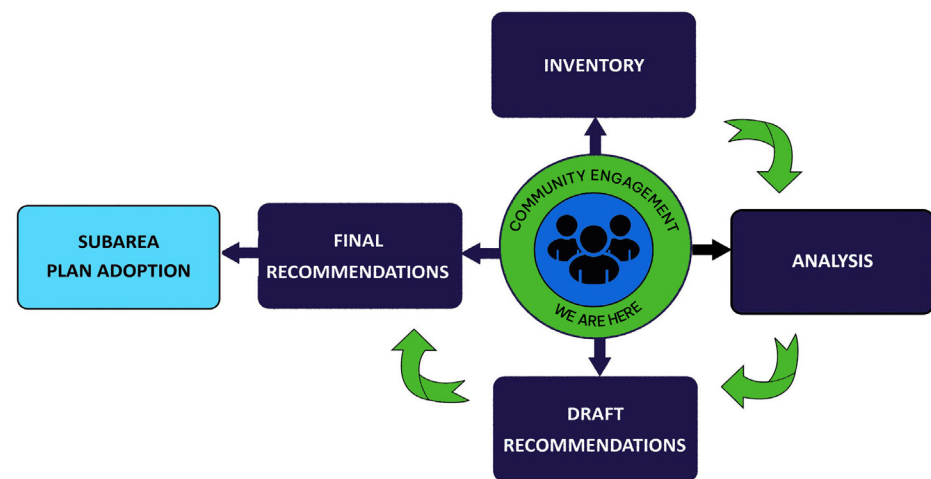 INVENTORY
COMMUNITY ENGAGEMENT
WE ARE HERE
SUBAREA
PLAN ADOPTION
FINAL
RECOMMENDATIONS
ANALYSIS
DRAFT
RECOMMENDATIONS